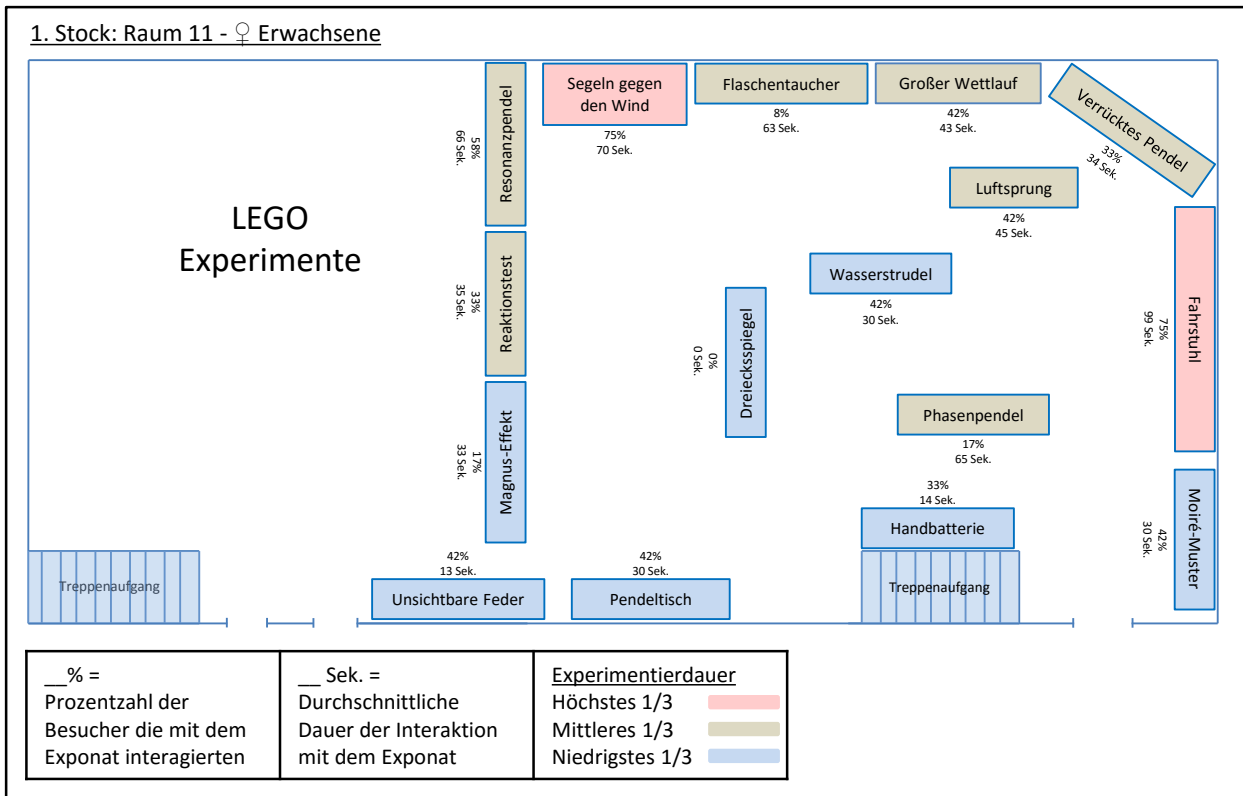 1. Stock: Raum 11 - ♀ Erwachsene
LEGO
Experimente
Resonanzpendel
58%
66 Sek.
Reaktionstest
33%
35 Sek.
Magnus-Effekt
17%
33 Sek.
Segeln gegen
den Wind
75%
70 Sek.
Flaschentaucher
8%
63 Sek.
Großer Wettlauf
42%
43 Sek.
Verrücktes Pendel
33%
34 Sek.
Luftsprung
42%
45 Sek.
Wasserstrudel
42%
30 Sek.
Dreiecksspiegel
0%
0 Sek.
Fahrstuhl
75%
99 Sek.
Phasenpendel
17%
65 Sek.
33%
14 Sek.
Handbatterie
Moiré-Muster
42%
30 Sek.
Treppenaufgang
42%
13 Sek.
Unsichtbare Feder
42%
30 Sek.
Pendeltisch
Treppenaufgang
__% =
Prozentzahl der
Besucher die mit dem
Exponat interagierten
__ Sek. =
Durchschnittliche
Dauer der Interaktion
mit dem Exponat
Experimentierdauer
Höchstes 1/3
Mittleres 1/3
Niedrigstes 1/3